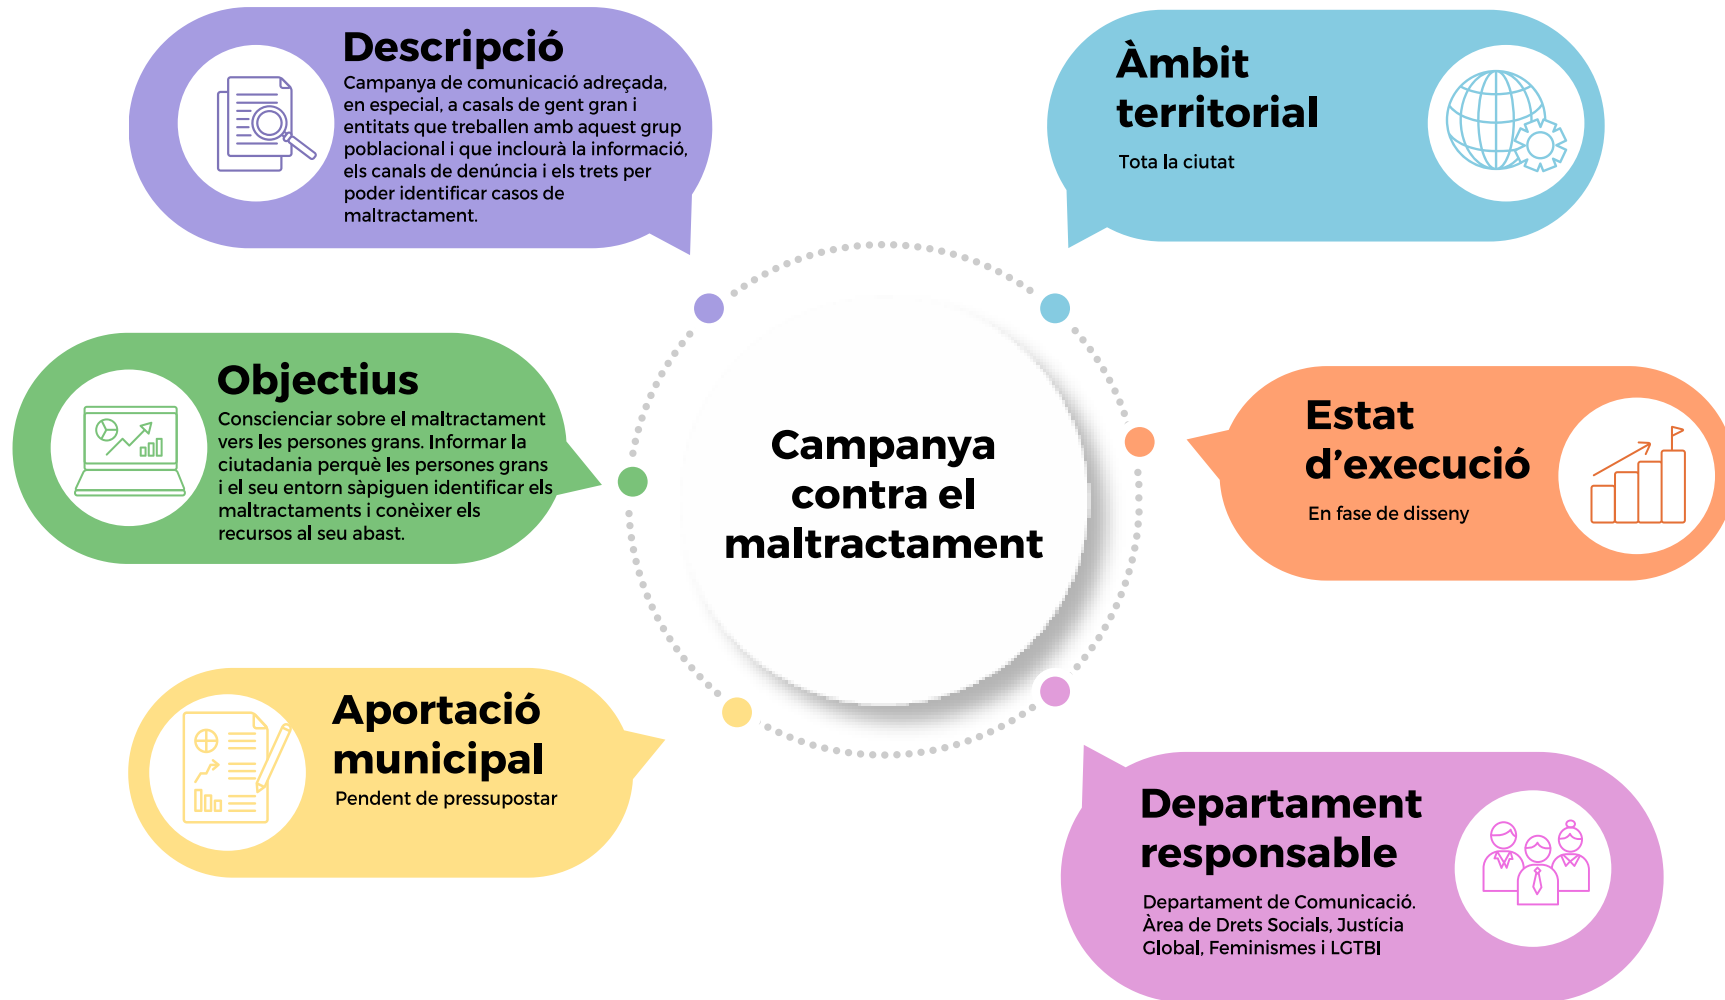 Descripció
Campanya de comunicació adreçada,
en especial, a casals de gent gran i
entitats que treballen amb aquest grup
poblacional i que inclourà la informació,
els canals de denúncia i els trets per
poder identificar casos de
maltractament.
Àmbit
territorial
Tota la ciutat
Objectius
Conscienciar sobre el maltractament
vers les persones grans. Informar la
ciutadania perquè les persones grans
i el seu entorn sàpiguen identificar els
maltractaments i conèixer els
recursos al seu abast.
Campanya
contra el
maltractament
Estat
d’execució
En fase de disseny
Aportació
municipal
Pendent de pressupostar
Departament
responsable
Departament de Comunicació.
Àrea de Drets Socials, Justícia
Global, Feminismes i LGTBI